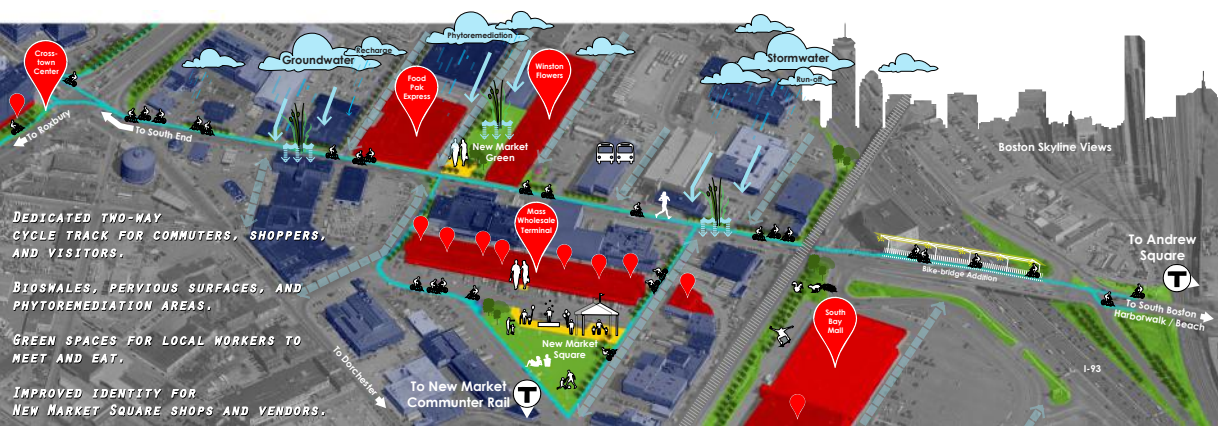 Cross-
town
Center
To Roxbury
To South End
Groundwater
Recharge
Phytoremediation
Food
Pak
Express
Winston
Flowers
New Market
Green
Stormwater
Run-off
Boston Skyline Views
Mass
Wholesale
Terminal
Dedicated two-way
cycle track for commuters, shoppers,
and visitors.
Bioswales, pervious surfaces, and
phytoremediation areas.
Green spaces for local workers to
meet and eat.
Improved identity for
New Market Square shops and vendors.
To Dorchester
To New Market
Communter Rail
T
New Market
Square
South
Bay
Mall
Bike-bridge Addition
To Andrew
Square
T
To South Boston
Harborwalk / Beach
I-93